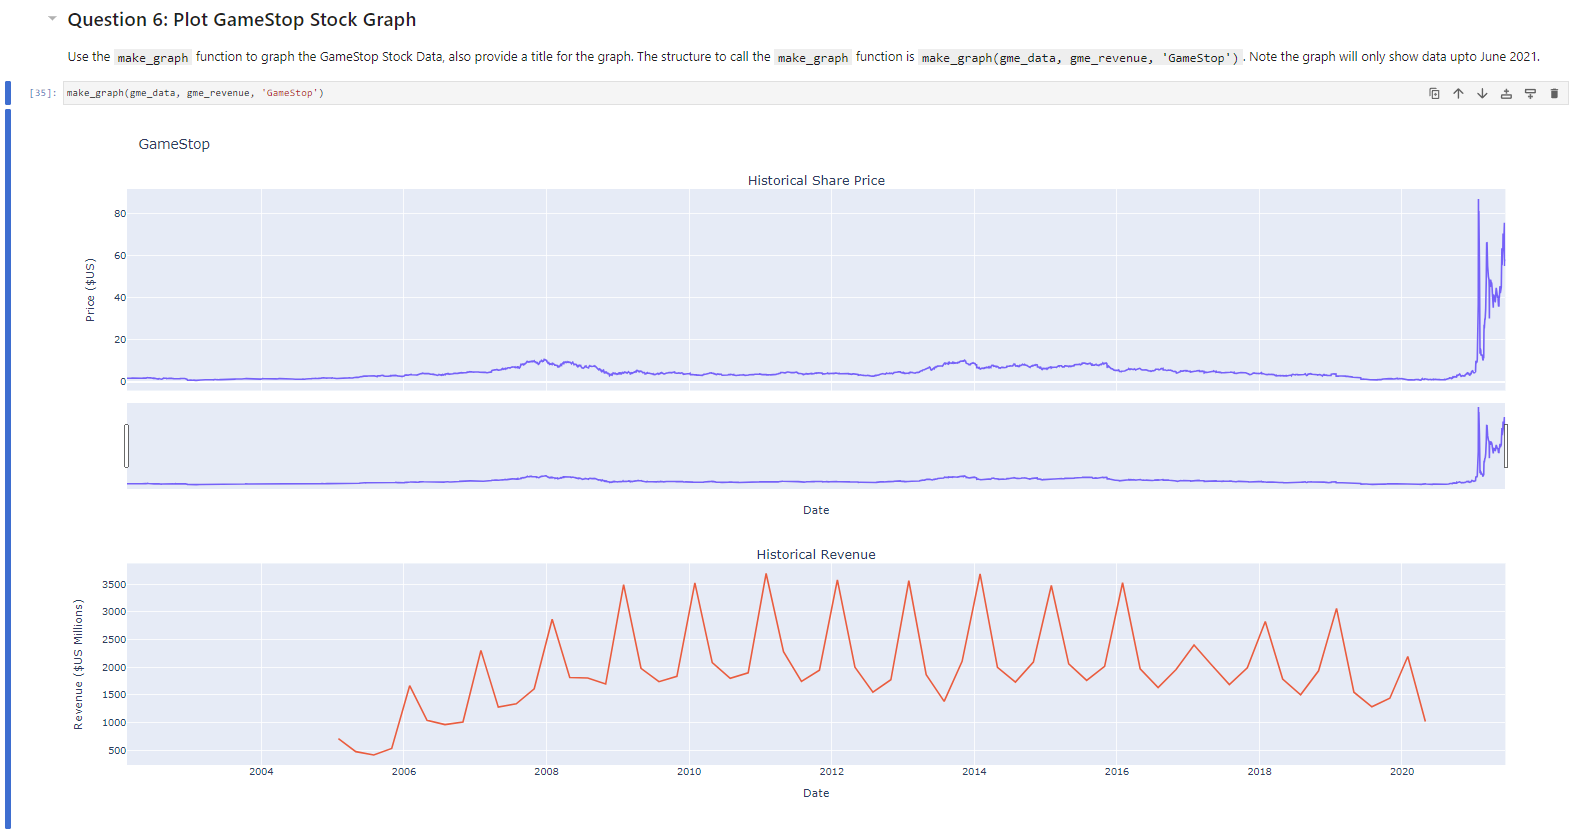 Question 6: Plot GameStop Stock Graph
Use the make_graph function to graph the GameStop Stock Data, also provide a title for the graph. The structure to call the make_graph function is make_graph(gme_data, gme_revenue, 'GameStop') . Note the graph will only show data upto June 2021.
[35]: make_graph(gme_data, gme_revenue, 'GameStop')
GameStop
Historical Share Price
80
60
40
20
0
Price ($US)
Date
Historical Revenue
3500
3000
2500
2000
1500
1000
500
Revenue ($US Millions)
2004 2006 2008 2010 2012 2014 2016 2018 2020
Date